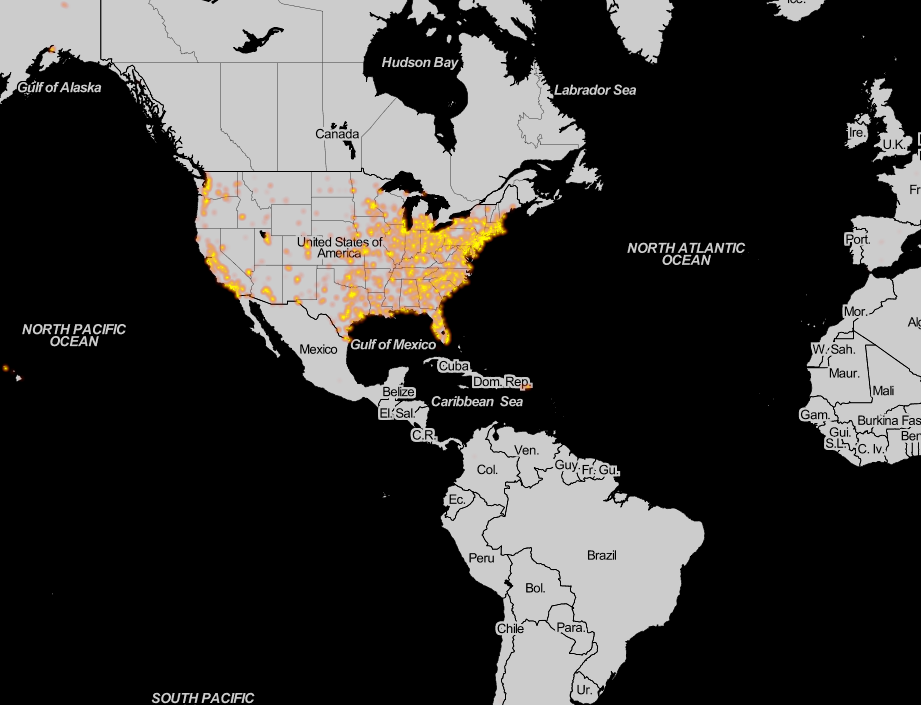 Ice.
Hudson Bay
Gulf of Alaska
Labrador Sea
Canada
Ire.
U.K.
Fr
United States of
America
Port.
NORTH ATLANTIC
OCEAN
Mor.
Alg
NORTH PACIFIC
OCEAN
Mexico
Gulf of Mexico
W. Sah.
Cuba
Maur.
Dom. Rep.
Mali
Belize
Caribbean Sea
El. Sal.
Gam.
Burkina Fas
C.R.
Gui.
Ben
S.L.
C. Iv.
Ven.
Col.
Guy.
Fr. Gu.
Ec.
Peru
Brazil
Bol.
Chile
Para.
Ur.
SOUTH PACIFIC